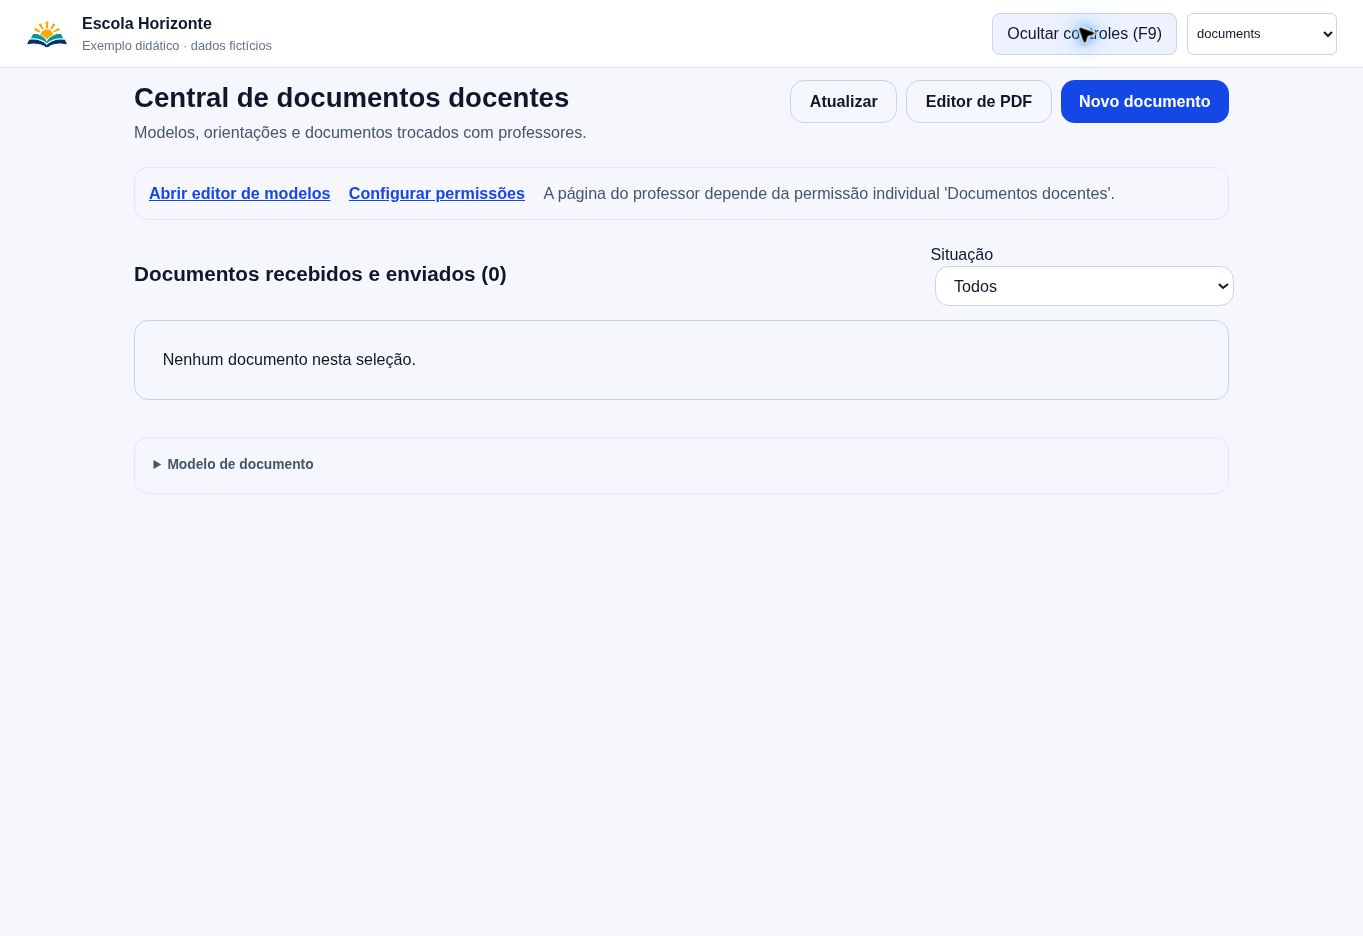 Escola Horizonte
Exemplo didático · dados fictícios
Ocultar controles (F9)
documents
Central de documentos docentes
Modelos, orientações e documentos trocados com professores.
Atualizar
Editor de PDF
Novo documento
Abrir editor de modelos
Configurar permissões
A página do professor depende da permissão individual 'Documentos docentes'.
Documentos recebidos e enviados (0)
Situação
Todos
Nenhum documento nesta seleção.
Modelo de documento